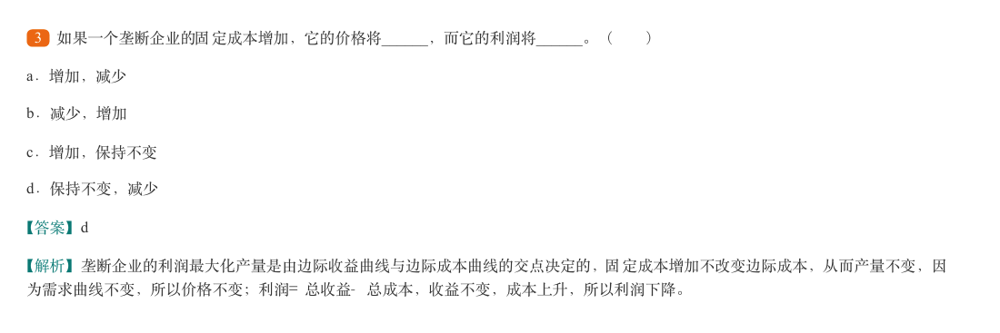 3 如果一个垄断企业的固定成本增加，它的价格将______，而它的利润将______。（  ）
a．增加，减少
b．减少，增加
c．增加，保持不变
d．保持不变，减少
【答案】d
【解析】垄断企业的利润最大化产量是由边际收益曲线与边际成本曲线的交点决定的，固定成本增加不改变边际成本，从而产量不变，因
为需求曲线不变，所以价格不变；利润=总收益-总成本，收益不变，成本上升，所以利润下降。